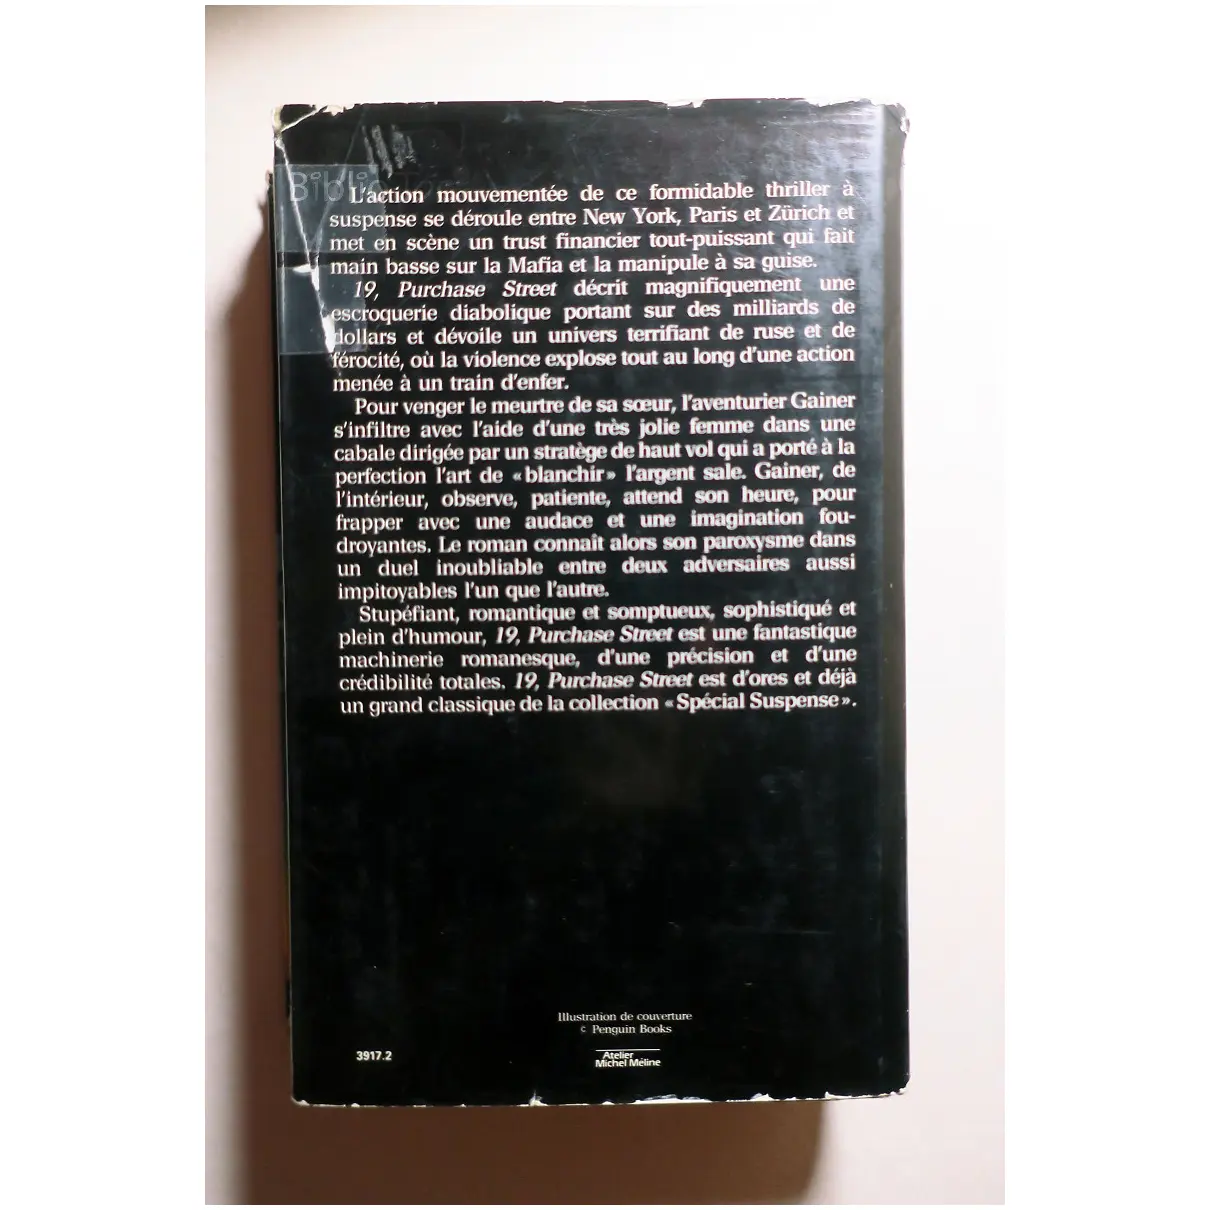 Biblio
L'action mouvementée de ce formidable thriller à
suspense se déroule entre New York, Paris et Zürich et
met en scène un trust financier tout-puissant qui fait
main basse sur la Mafia et la manipule à sa guise.
19, Purchase Street décrit magnifiquement une
escroquerie diabolique portant sur des milliards de
dollars et dévoile un univers terrifiant de ruse et de
férocité, où la violence explose tout au long d'une action
menée à un train d'enfer.
Pour venger le meurtre de sa sœur, l'aventurier Gainer
s'infiltre avec l'aide d'une très jolie femme dans une
cabale dirigée par un stratège de haut vol qui a porté à la
perfection l'art de « blanchir » l'argent sale. Gainer, de
l'intérieur, observe, patiente, attend son heure, pour
frapper avec une audace et une imagination fou-
droyantes. Le roman connaît alors son paroxysme dans
un duel inoubliable entre deux adversaires aussi
impitoyables l'un que l'autre.
Stupéfiant, romantique et somptueux, sophistiqué et
plein d'humour, 19, Purchase Street est une fantastique
machinerie romanesque, d'une précision et d'une
crédibilité totales. 19, Purchase Street est d'ores et déjà
un grand classique de la collection « Spécial Suspense ».
Illustration de couverture
© Penguin Books
3917.2
Atelier
Michel Méline